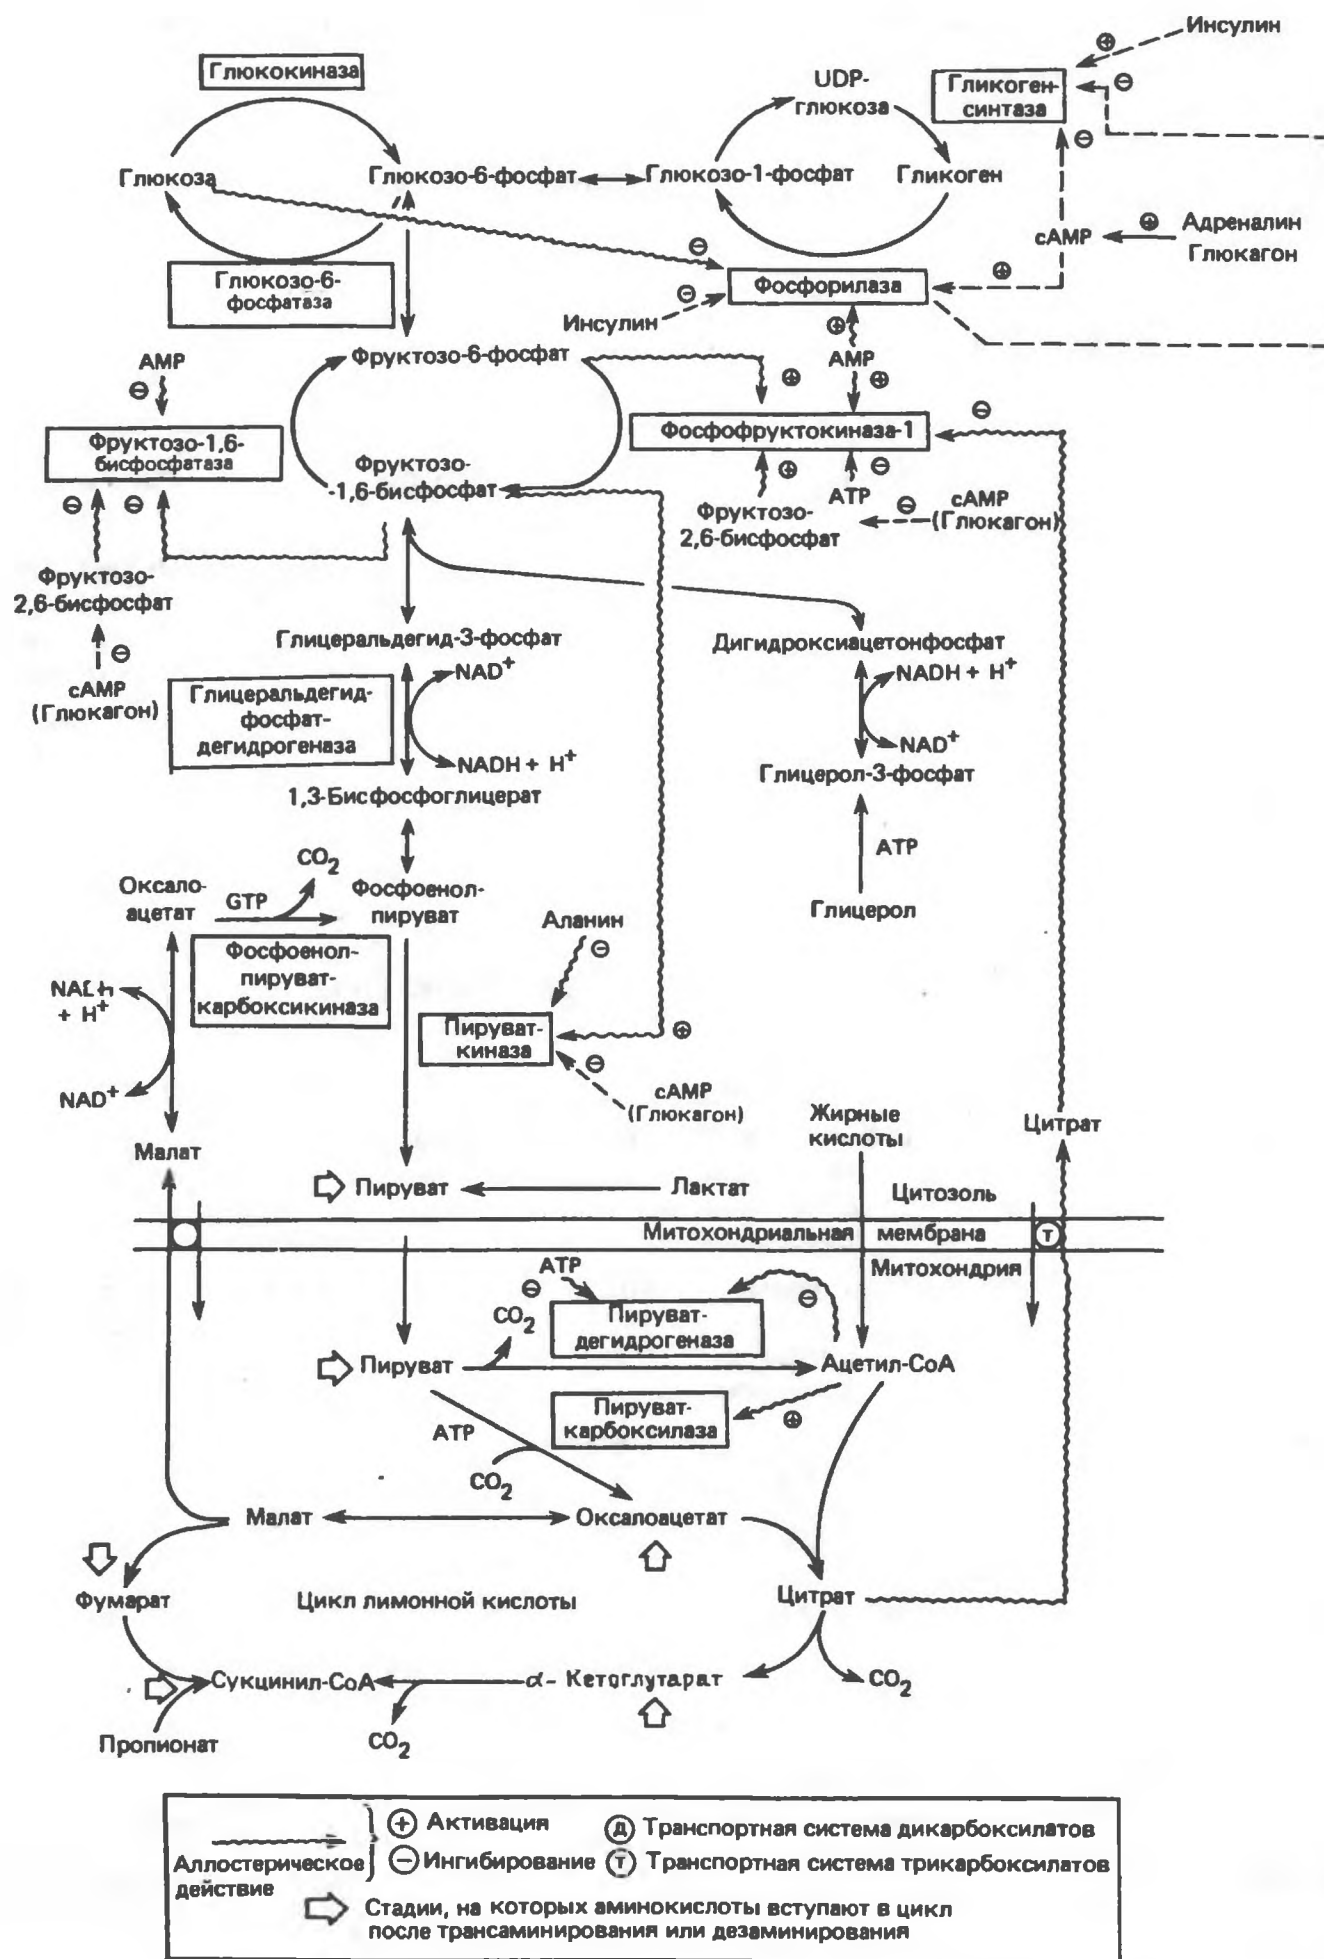 Инсулин
⊕
Глюкокиназа
UDP-
глюкоза
Гликоген-
синтаза
⊖
⊖
Глюкоза
Глюкозо-6-фосфат
Глюкозо-1-фосфат
Гликоген
cAMP
⊕
Адреналин
Глюкагон
⊖
⊕
Глюкозо-6-
фосфатаза
Фосфорилаза
⊖
Инсулин
⊕
AMP
⊖
Фруктозо-6-фосфат
AMP
⊕
⊕
⊖
Фруктозо-1,6-
бисфосфатаза
Фосфофруктокиназа-1
Фруктозо-
-1,6-бисфосфат
⊕
⊖
ATP
⊖
cAMP
(Глюкагон)
⊖
⊖
Фруктозо-
2,6-бисфосфат
Фруктозо-
2,6-бисфосфат
Глицеральдегид-3-фосфат
Дигидроксиацетонфосфат
⊖
cAMP
(Глюкагон)
NAD+
NADH + H+
Глицеральдегид-
фосфат-
дегидрогеназа
NADH + H+
NAD+
Глицерол-3-фосфат
1,3-Бисфосфоглицерат
ATP
Глицерол
CO2
Оксало-
ацетат
GTP
Фосфоенол-
пируват
Аланин
⊖
Фосфоенол-
пируват-
карбоксикиназа
+ H+
Пируват-
киназа
⊕
⊖
NAD+
cAMP
(Глюкагон)
Жирные
кислоты
Цитрат
Малат
Пируват
Лактат
Цитозоль
Митохондриальная мембрана
Т
ATP
Митохондрия
⊖
CO2
Пируват-
дегидрогеназа
⊖
Пируват
Ацетил-CoA
Пируват-
карбоксилаза
⊕
ATP
CO2
Малат
Оксалоацетат
Фумарат
Цикл лимонной кислоты
Цитрат
Сукцинил-CoA
α- Кетоглутарат
CO2
Пропионат
CO2
Аллостерическое
действие
⊕ Активация
⊖ Ингибирование
Д Транспортная система дикарбоксилатов
Т Транспортная система трикарбоксилатов
Стадии, на которых аминокислоты вступают в цикл
после трансаминирования или дезаминирования